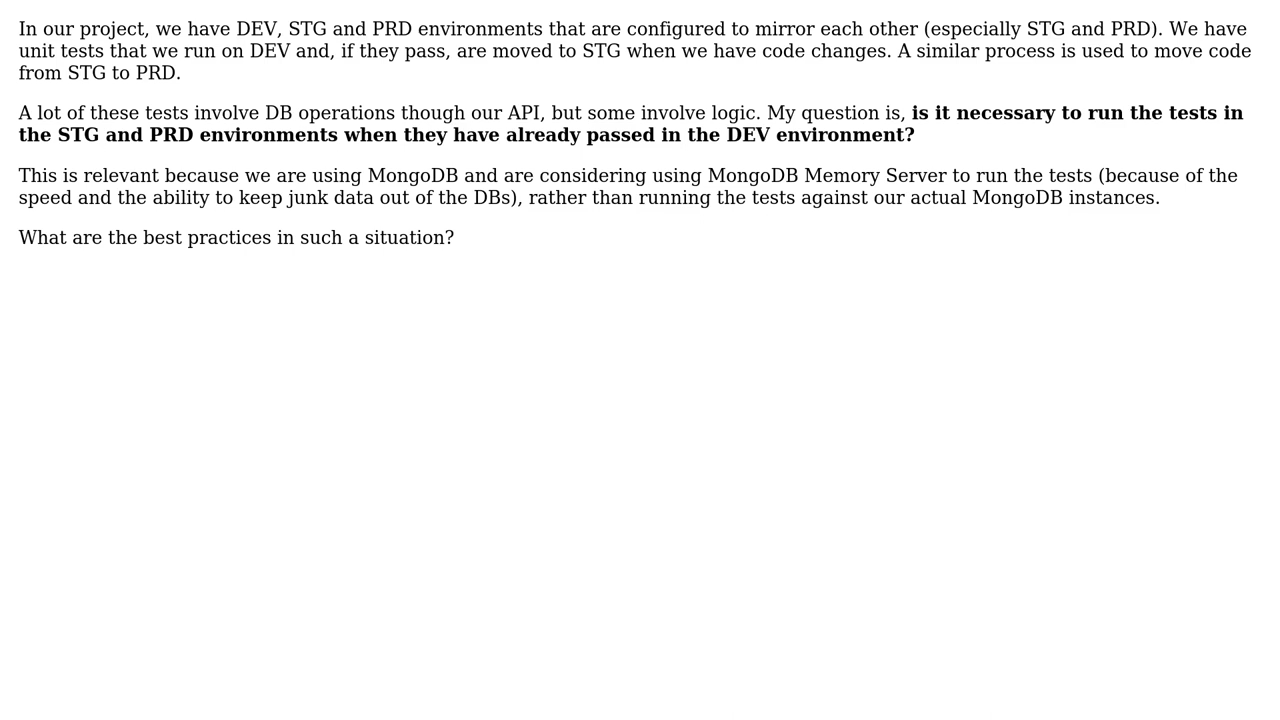 In our project, we have DEV, STG and PRD environments that are configured to mirror each other (especially STG and PRD). We have
unit tests that we run on DEV and, if they pass, are moved to STG when we have code changes. A similar process is used to move code
from STG to PRD.
A lot of these tests involve DB operations though our API, but some involve logic. My question is, is it necessary to run the tests in
the STG and PRD environments when they have already passed in the DEV environment?
This is relevant because we are using MongoDB and are considering using MongoDB Memory Server to run the tests (because of the
speed and the ability to keep junk data out of the DBs), rather than running the tests against our actual MongoDB instances.
What are the best practices in such a situation?